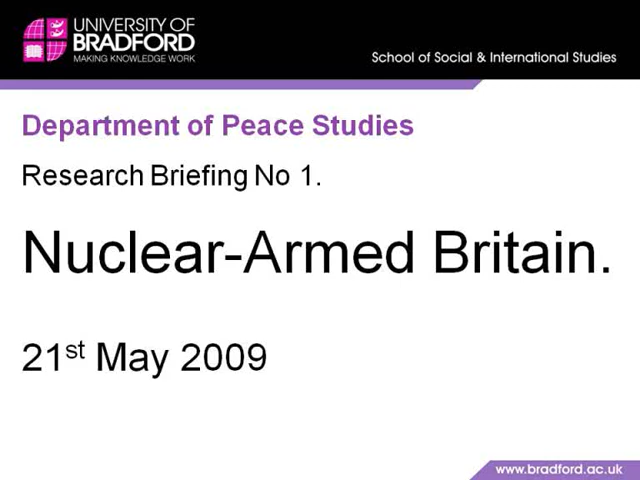 UNIVERSITY OF
BRADFORD
MAKING KNOWLEDGE WORK
School of Social & International Studies
Department of Peace Studies
Research Briefing No 1.
Nuclear-Armed Britain.
21st May 2009
www.bradford.ac.uk